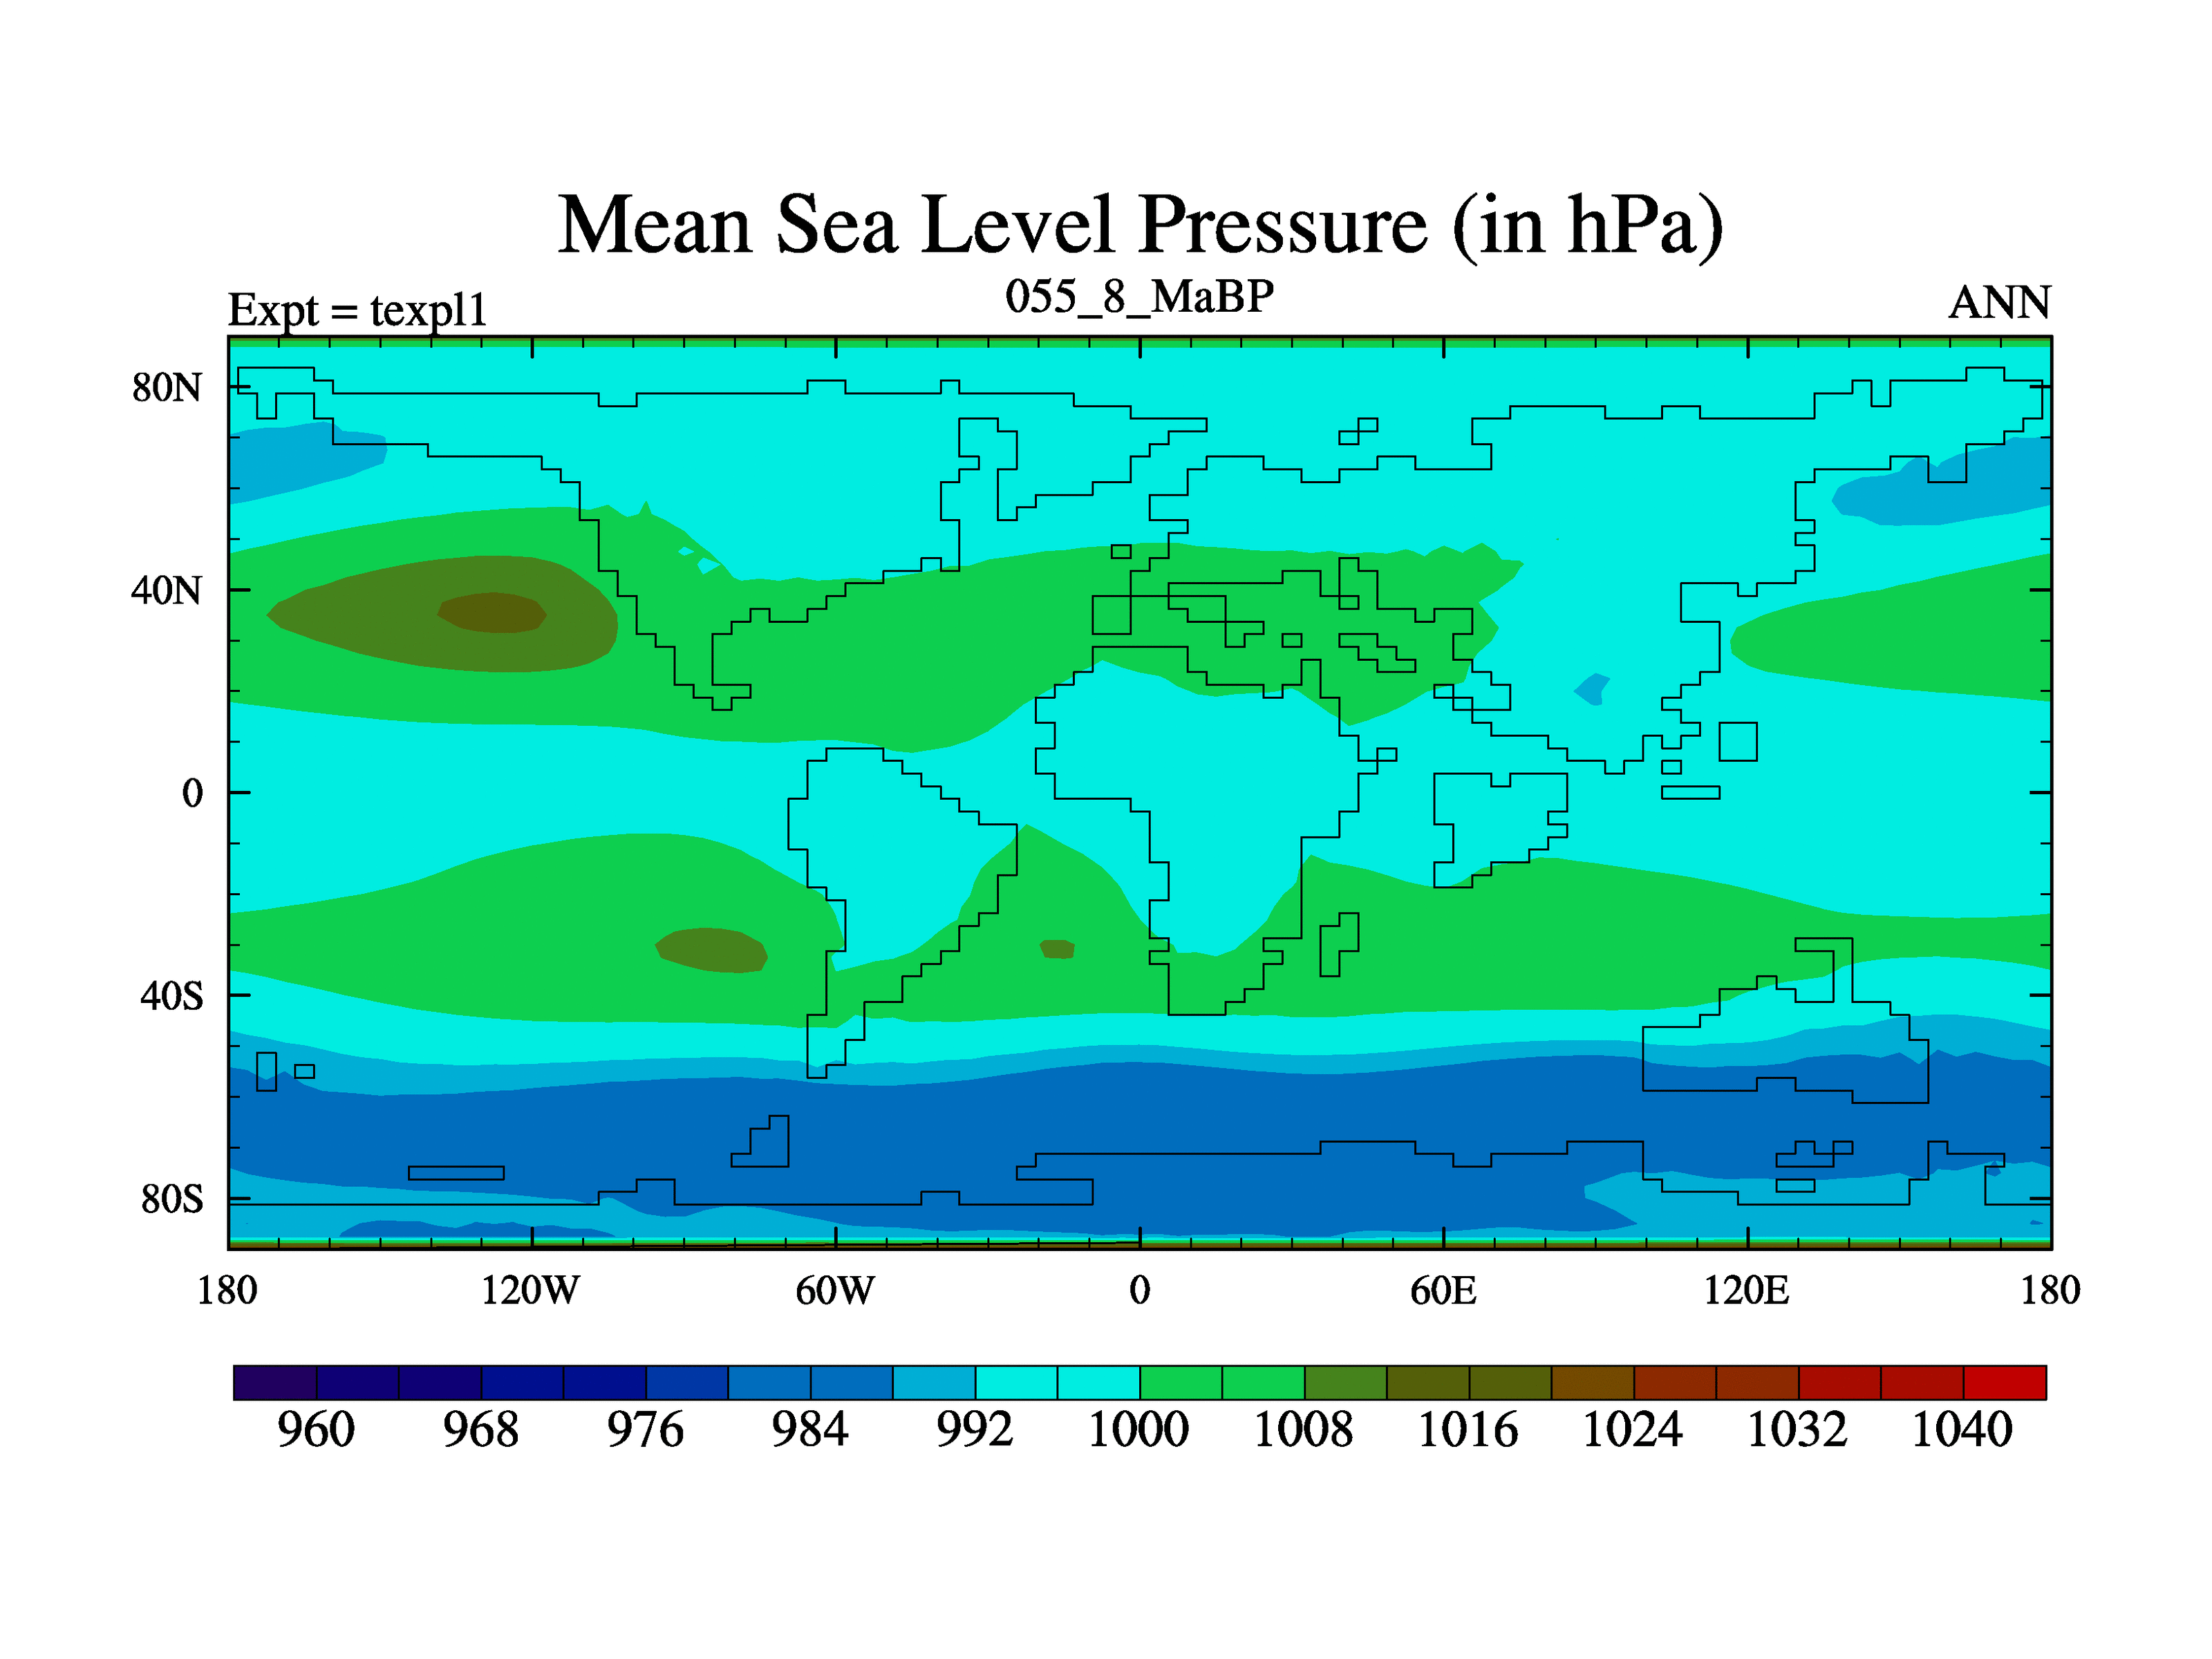 Mean Sea Level Pressure (in hPa)
055_8_MaBP
Expt = texpl1
ANN
80N
40N
0
40S
80S
180 120W 60W 0 60E 120E 180
960 968 976 984 992 1000 1008 1016 1024 1032 1040